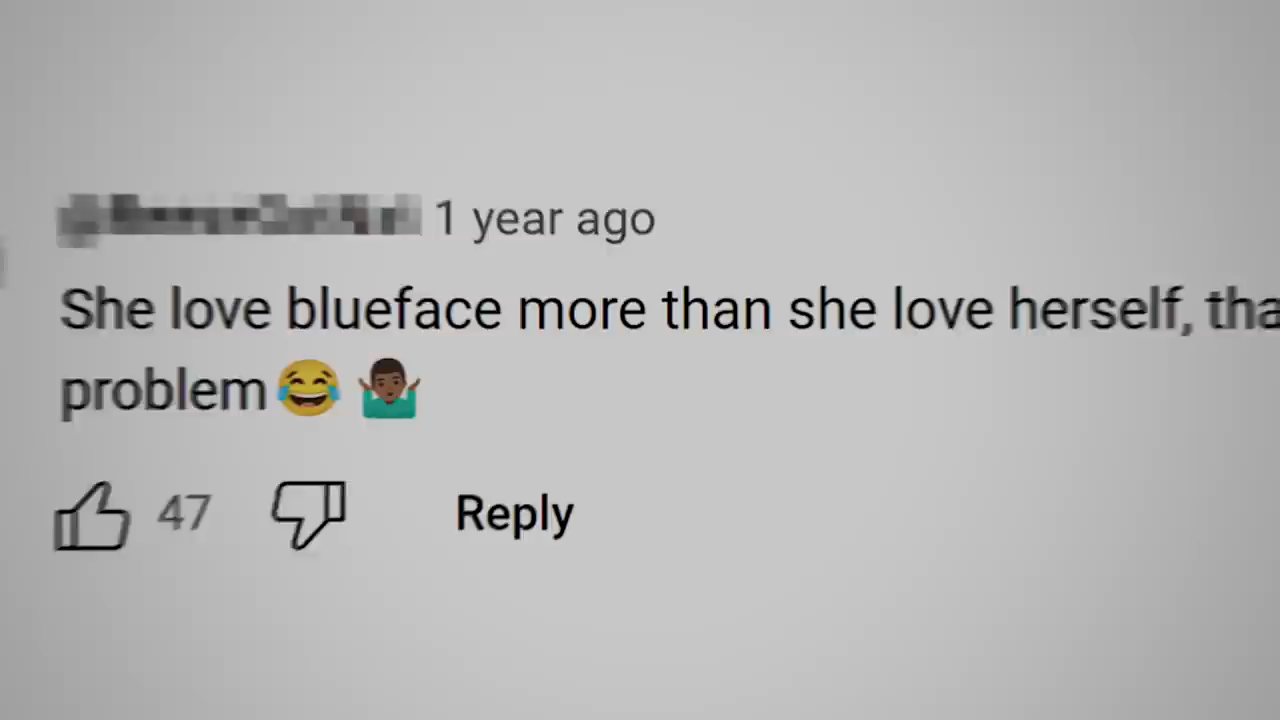 1 year ago
She love blueface more than she love herself,
problem😂 🤷🏾‍♂️
47
Reply